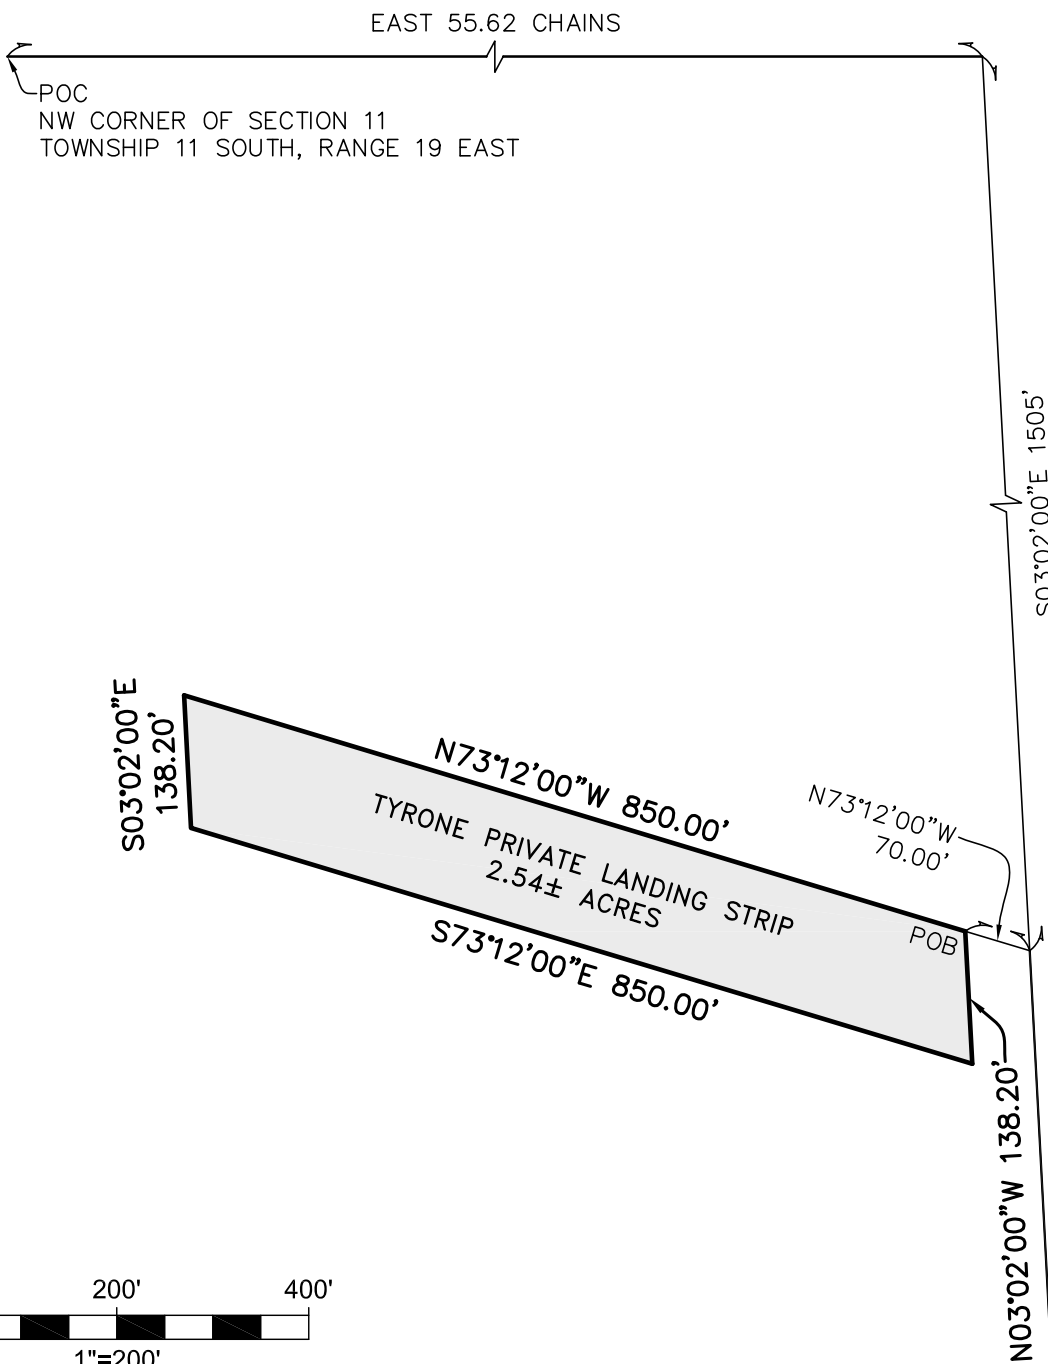 EAST 55.62 CHAINS
POC
NW CORNER OF SECTION 11
TOWNSHIP 11 SOUTH, RANGE 19 EAST
S03°02'00"E 1505'
S03°02'00"E
138.20'
N73°12'00"W 850.00'
N73°12'00"W
70.00'
TYRONE PRIVATE LANDING STRIP
2.54± ACRES
POB
S73°12'00"E 850.00'
N03°02'00"W 138.20'
200' 400'
1"=200'